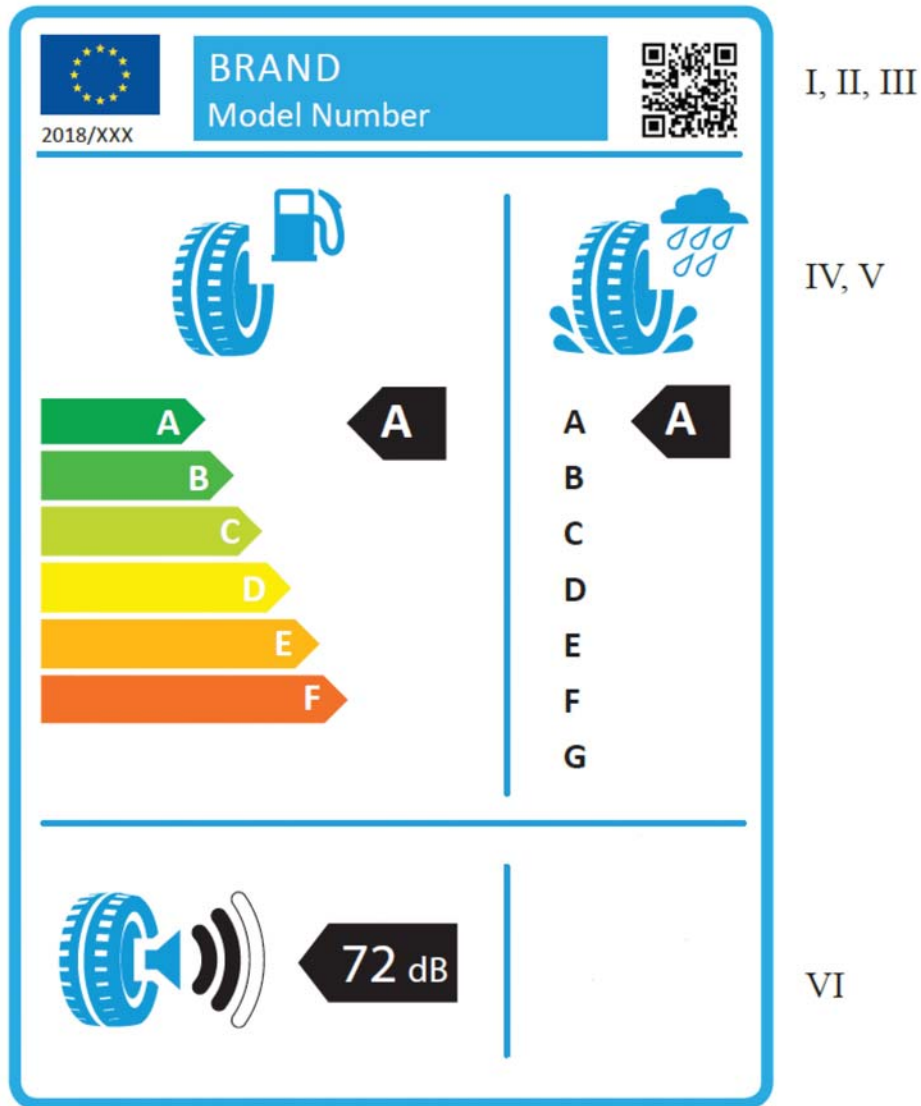 BRAND
Model Number
2018/XXX
I, II, III
IV, V
A
B
C
D
E
F
A
A
B
C
D
E
F
G
A
72 dB
VI